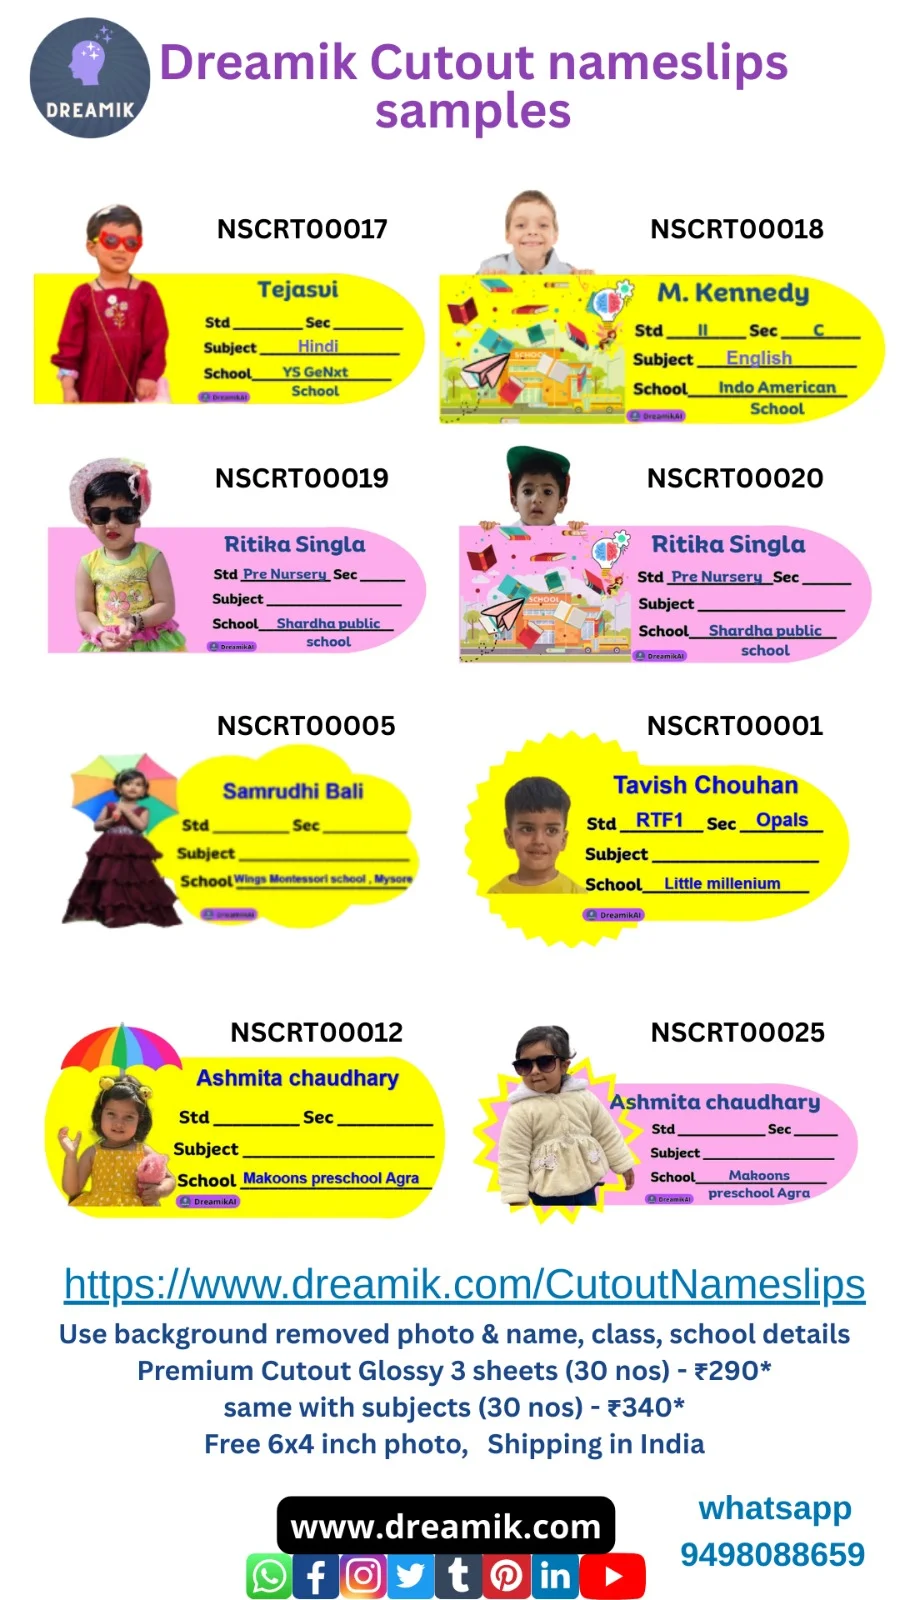 DREAMIK
Dreamik Cutout nameslips
samples
NSCRT00017
Tejasvi
Std Sec
Subject Hindi
School YS GeNxt
School
DreamikAI
NSCRT00018
M. Kennedy
Std II Sec C
Subject English
School Indo American
School
DreamikAI
SCHOOL
NSCRT00019
Ritika Singla
Std Pre Nursery Sec
Subject
School Shardha public
school
DreamikAI
NSCRT00020
Ritika Singla
Std Pre Nursery Sec
Subject
School Shardha public
school
DreamikAI
SCHOOL
NSCRT00005
Samrudhi Bali
Std Sec
Subject
School Wings Montessori school , Mysore
DreamikAI
NSCRT00001
Tavish Chouhan
Std RTF1 Sec Opals
Subject
School Little millenium
DreamikAI
NSCRT00012
Ashmita chaudhary
Std Sec
Subject
School Makoons preschool Agra
DreamikAI
NSCRT00025
Ashmita chaudhary
Std Sec
Subject
School Makoons
preschool Agra
DreamikAI
https://www.dreamik.com/CutoutNameslips
Use background removed photo & name, class, school details
Premium Cutout Glossy 3 sheets (30 nos) - ₹290*
same with subjects (30 nos) - ₹340*
Free 6x4 inch photo, Shipping in India
www.dreamik.com
whatsapp
9498088659